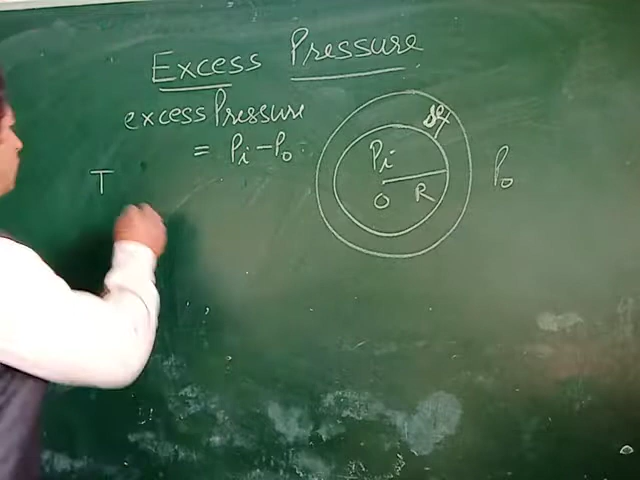 Excess Pressure
excess Pressure
= Pi - Po
T
Pi
O
R
Po